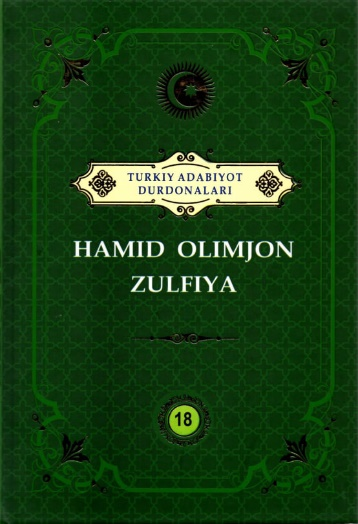 TURKIY ADABIYOT
DURDONALARI
HAMID OLIMJON
ZULFIYA
18